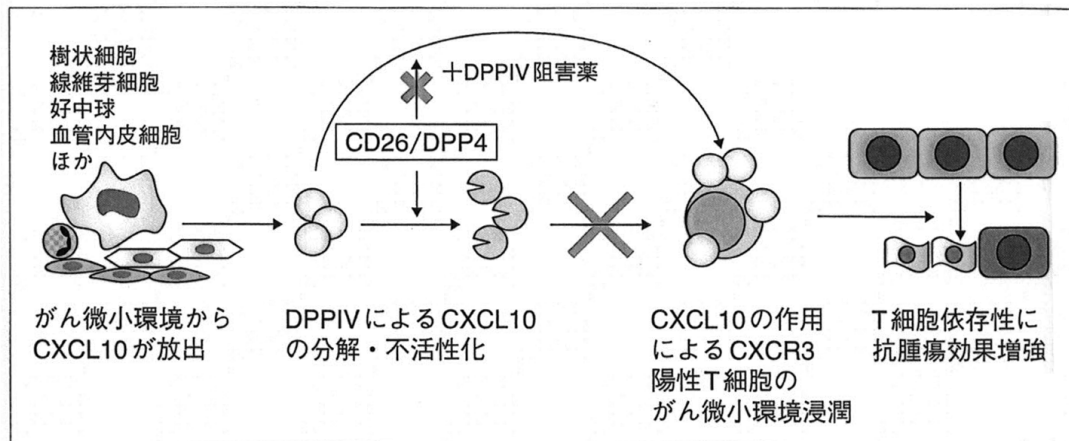 樹状細胞
線維芽細胞
好中球
血管内皮細胞
ほか
+DPPIV阻害薬
CD26/DPP4
がん微小環境から
CXCL10が放出
DPPIVによるCXCL10
の分解・不活性化
CXCL10の作用
によるCXCR3
陽性T細胞の
がん微小環境浸潤
T細胞依存性に
抗腫瘍効果増強